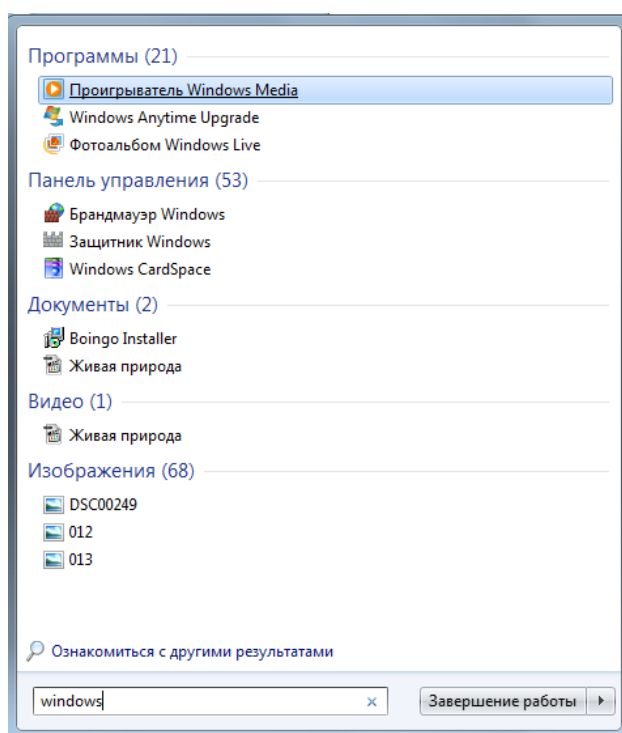 Программы (21)
Проигрыватель Windows Media
Windows Anytime Upgrade
Фотоальбом Windows Live
Панель управления (53)
Брандмауэр Windows
Защитник Windows
Windows CardSpace
Документы (2)
Boingo Installer
Живая природа
Видео (1)
Живая природа
Изображения (68)
DSC00249
012
013
Ознакомиться с другими результатами
windows
Завершение работы